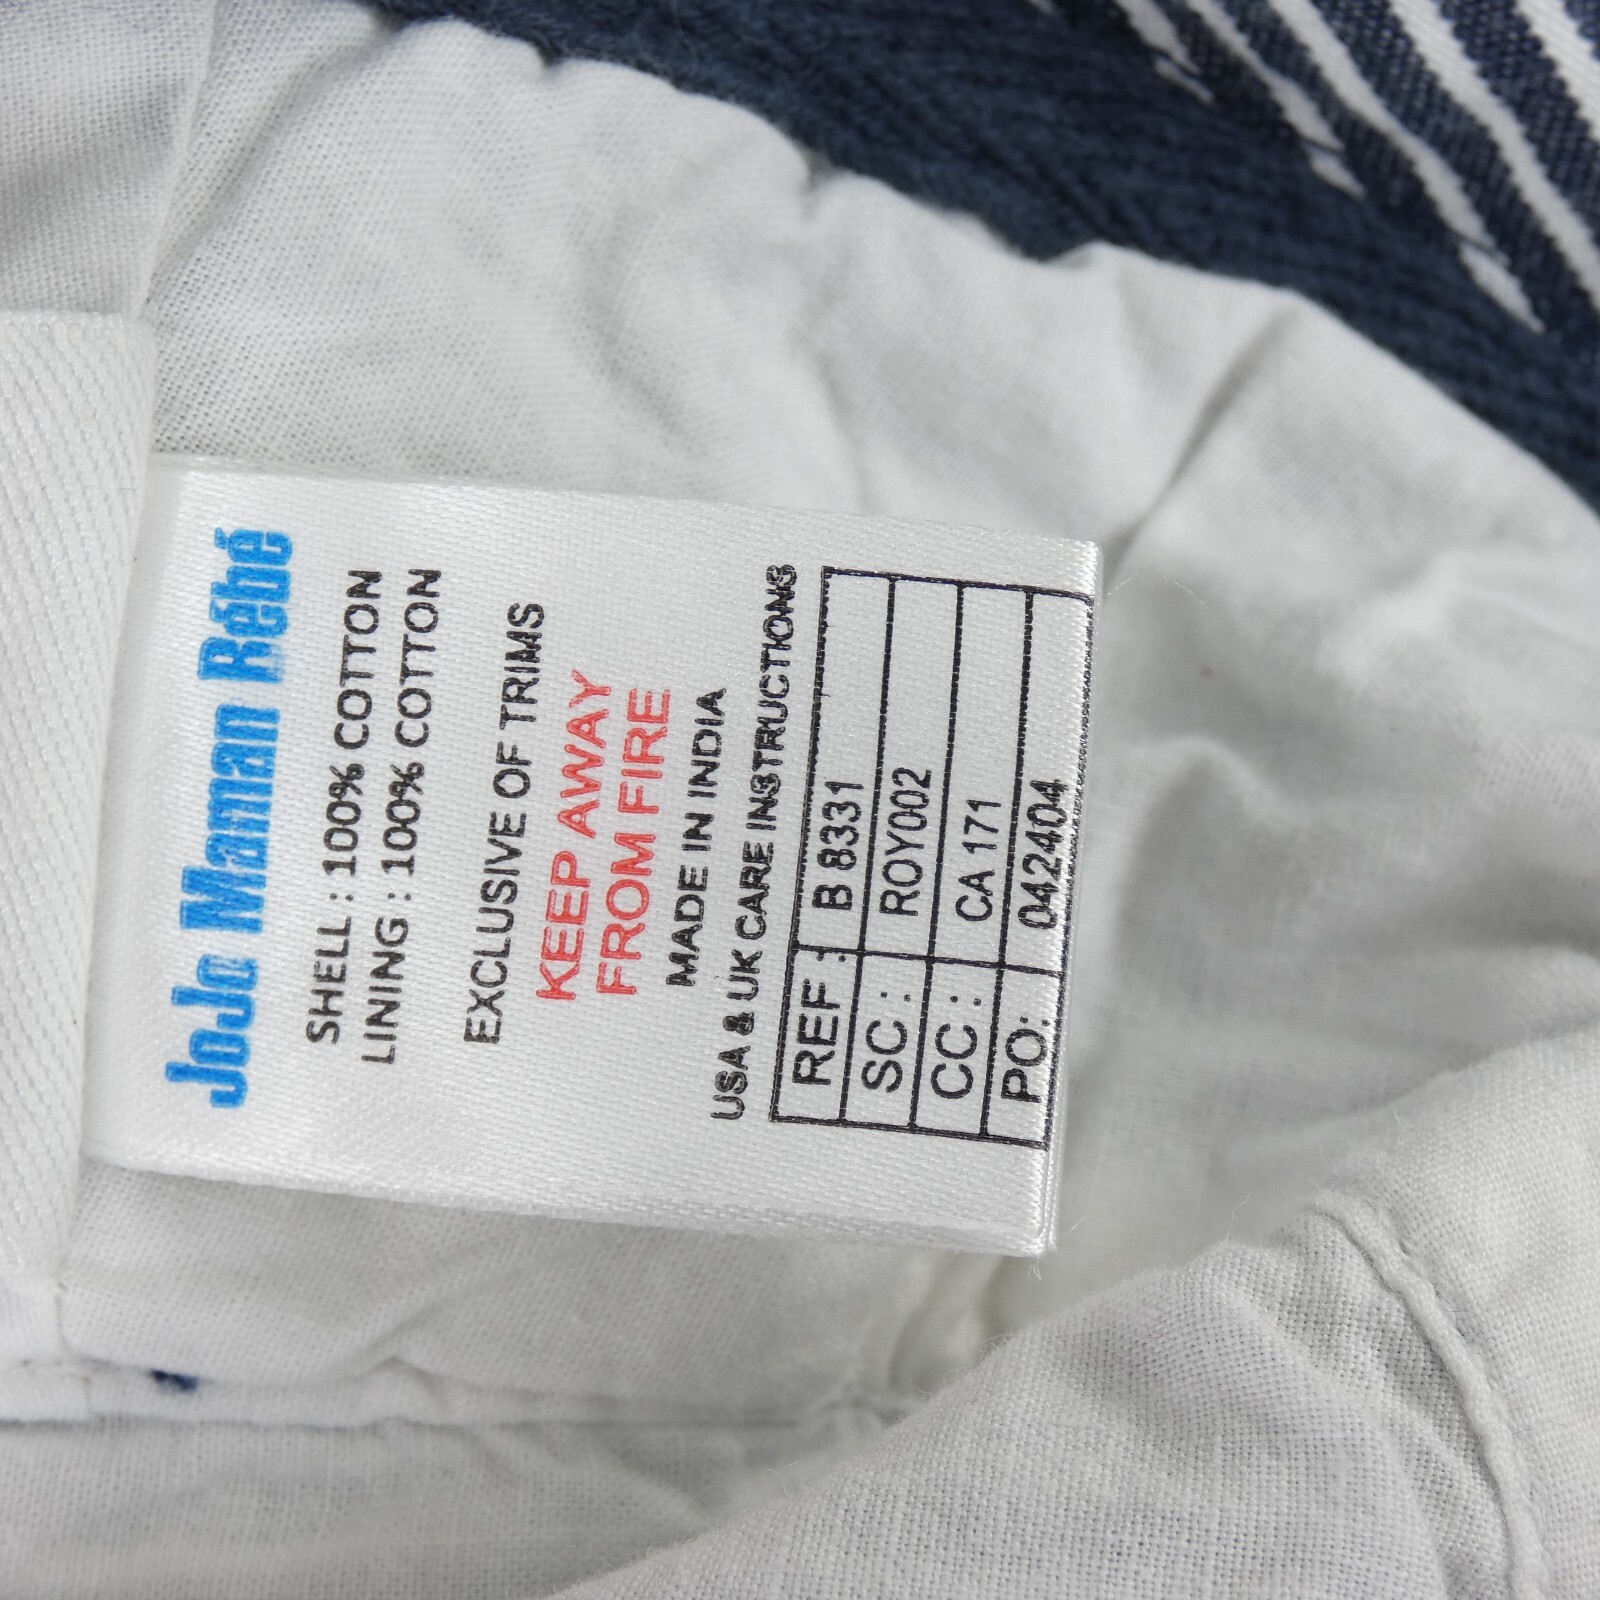 JoJo Maman Bébé
SHELL : 100% COTTON
LINING : 100% COTTON
EXCLUSIVE OF TRIMS
KEEP AWAY
FROM FIRE
MADE IN INDIA
USA & UK CARE INSTRUCTIONS
REF : B 8331
SC : ROY002
CC : CA 171
PO: 042404